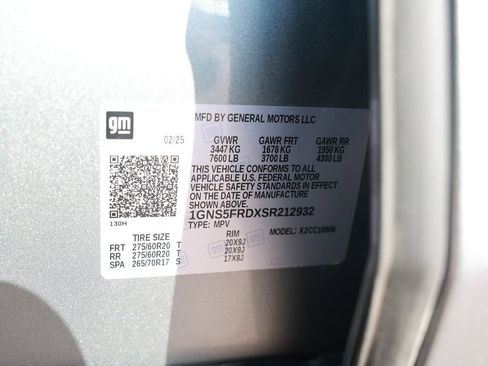 gm
MFD BY GENERAL MOTORS LLC
02/25 GVWR GAWR FRT GAWR RR
3447 KG 1678 KG 1950 KG
7600 LB 3700 LB 4300 LB
THIS VEHICLE CONFORMS TO ALL
APPLICABLE U.S. FEDERAL MOTOR
VEHICLE SAFETY STANDARDS IN EFFECT
ON THE DATE OF MANUFACTURE
SHOWN ABOVE.
130H
1GNS5FRDXSR212932
TYPE: MPV MODEL: X2CC10906
TIRE SIZE RIM
FRT 275/60R20 T 20X9J
RR 275/60R20 T 20X9J
SPA 265/70R17 S 17X8J